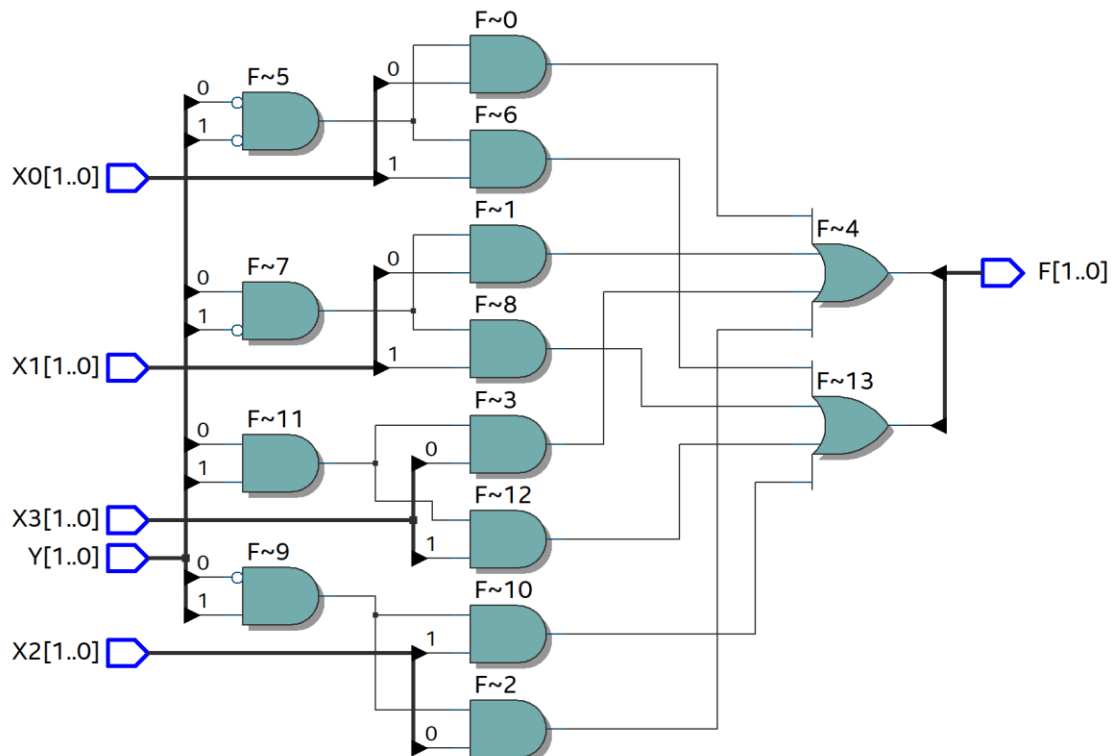 F~0
0
F~5
0
F~6
1
X0[1..0]
1
F~1
0
F~7
0
F~4
F[1..0]
1
F~8
X1[1..0]
1
F~13
F~3
F~11
0
0
1
F~12
X3[1..0]
Y[1..0]
1
F~9
0
F~10
1
1
X2[1..0]
F~2
0